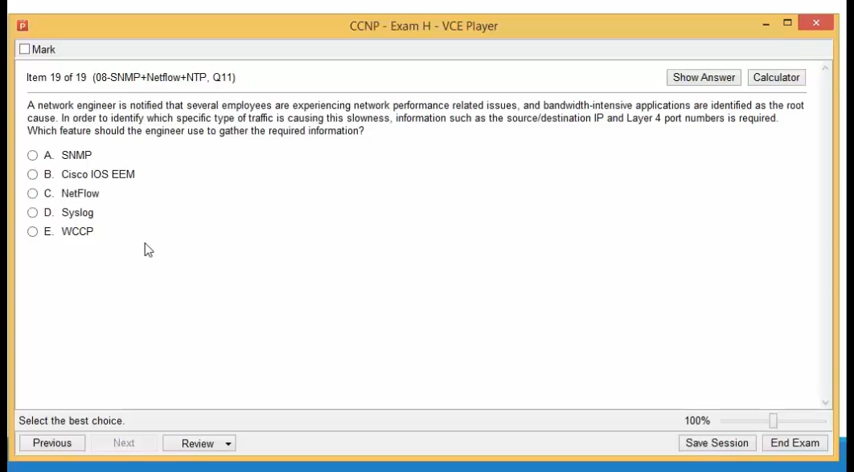 CCNP - Exam H - VCE Player
Mark
Item 19 of 19 (08-SNMP+Netflow+NTP, Q11)
Show Answer
Calculator
A network engineer is notified that several employees are experiencing network performance related issues, and bandwidth-intensive applications are identified as the root
cause. In order to identify which specific type of traffic is causing this slowness, information such as the source/destination IP and Layer 4 port numbers is required.
Which feature should the engineer use to gather the required information?
A. SNMP
B. Cisco IOS EEM
C. NetFlow
D. Syslog
E. WCCP
Select the best choice.
100%
Previous
Next
Review
Save Session
End Exam